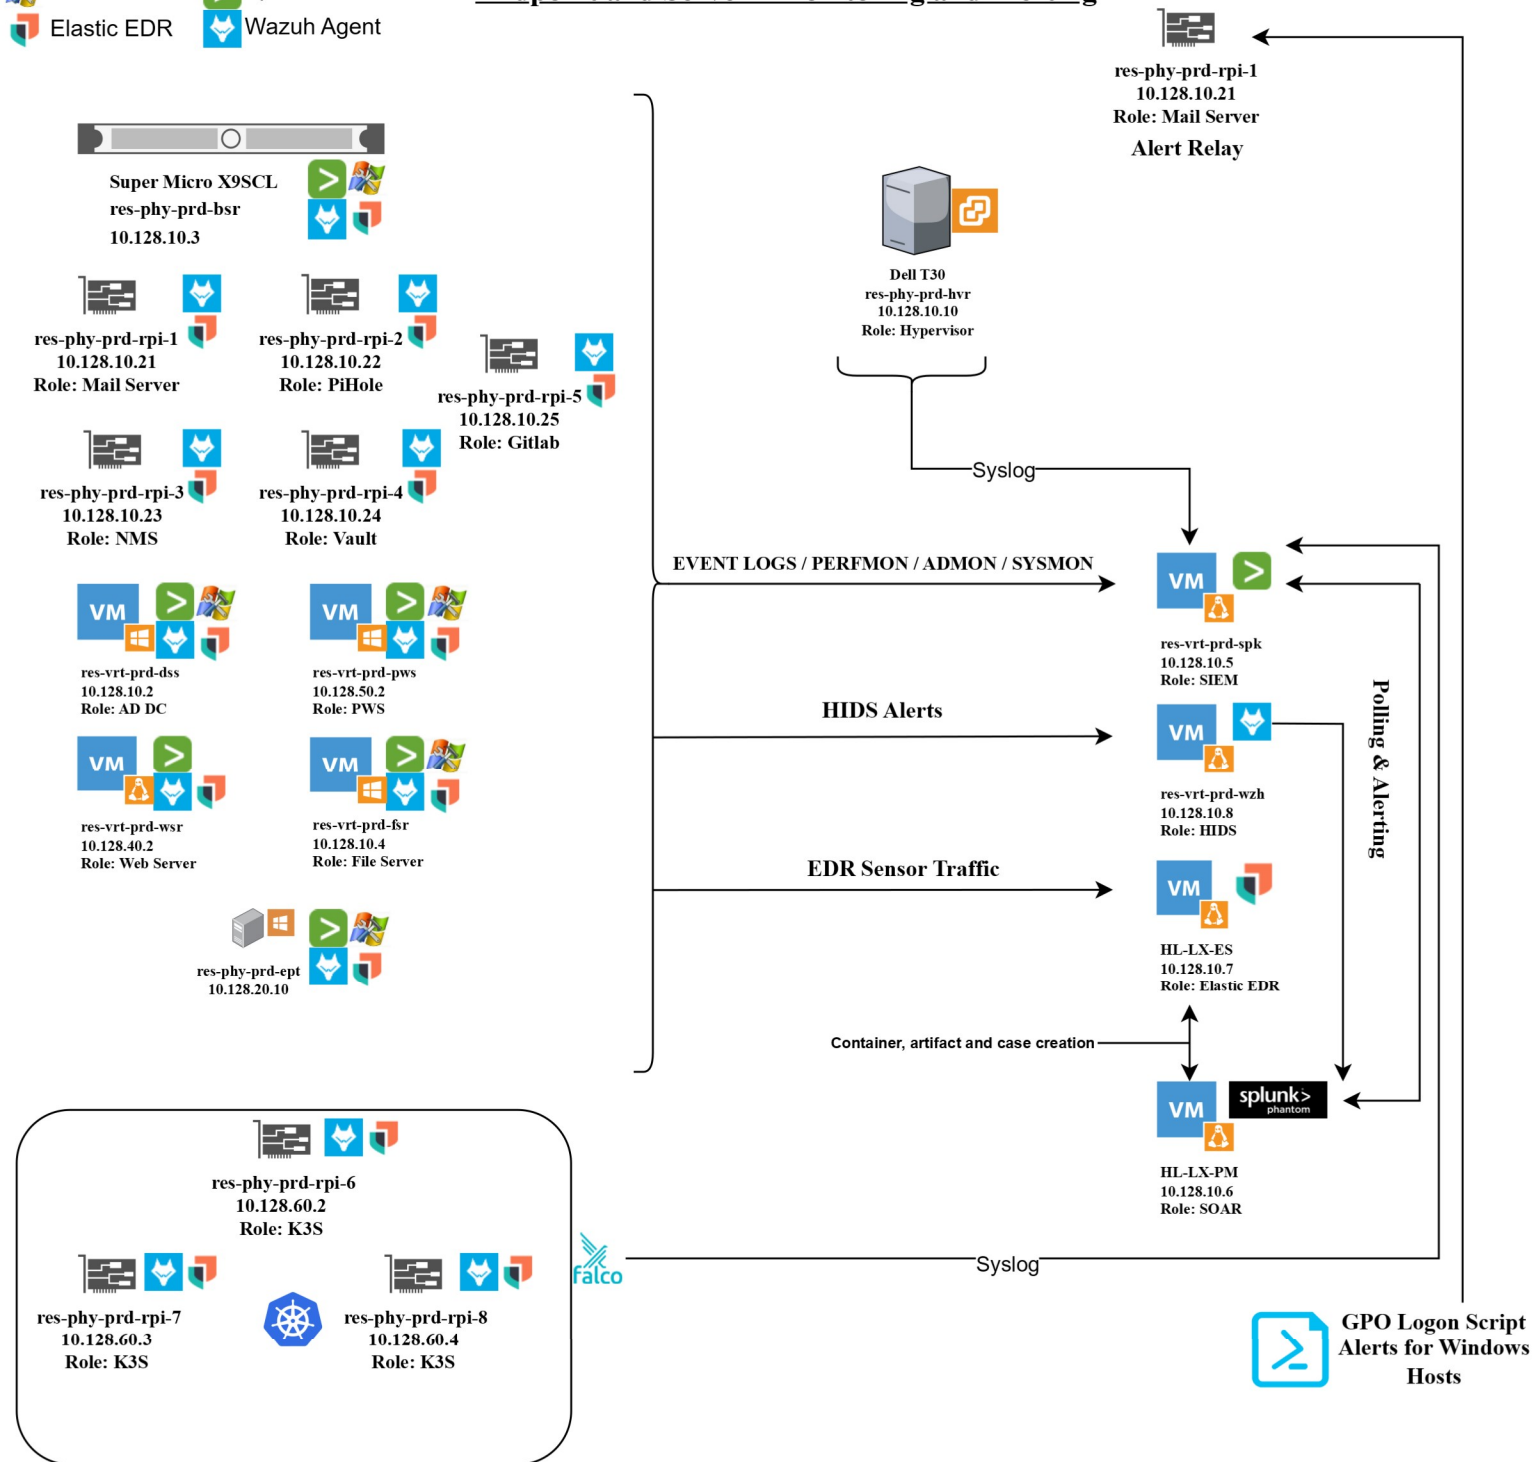 Elastic EDR
Wazuh Agent
res-phy-prd-rpi-1
10.128.10.21
Role: Mail Server
Alert Relay
Super Micro X9SCL
res-phy-prd-bsr
10.128.10.3
Dell T30
res-phy-prd-hvr
10.128.10.10
Role: Hypervisor
res-phy-prd-rpi-1
10.128.10.21
Role: Mail Server
res-phy-prd-rpi-2
10.128.10.22
Role: PiHole
res-phy-prd-rpi-5
10.128.10.25
Role: Gitlab
res-phy-prd-rpi-3
10.128.10.23
Role: NMS
res-phy-prd-rpi-4
10.128.10.24
Role: Vault
Syslog
EVENT LOGS / PERFMON / ADMON / SYSMON
VM
res-vrt-prd-spk
10.128.10.5
Role: SIEM
VM
res-vrt-prd-dss
10.128.10.2
Role: AD DC
VM
res-vrt-prd-pws
10.128.50.2
Role: PWS
HIDS Alerts
VM
res-vrt-prd-wzh
10.128.10.8
Role: HIDS
Polling & Alerting
VM
res-vrt-prd-wsr
10.128.40.2
Role: Web Server
VM
res-vrt-prd-fsr
10.128.10.4
Role: File Server
EDR Sensor Traffic
VM
HL-LX-ES
10.128.10.7
Role: Elastic EDR
res-phy-prd-ept
10.128.20.10
Container, artifact and case creation
VM
splunk>
phantom
HL-LX-PM
10.128.10.6
Role: SOAR
res-phy-prd-rpi-6
10.128.60.2
Role: K3S
res-phy-prd-rpi-7
10.128.60.3
Role: K3S
res-phy-prd-rpi-8
10.128.60.4
Role: K3S
falco
Syslog
GPO Logon Script
Alerts for Windows
Hosts